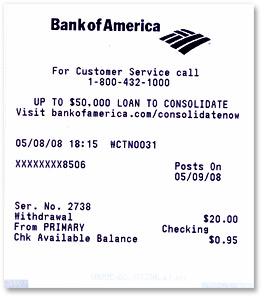 Bank of America
For Customer Service call
1-800-432-1000
UP TO $50,000 LOAN TO CONSOLIDATE
Visit bankofamerica.com/consolidatenow
05/08/08 18:15 WCTN0031
XXXXXXXX8506 Posts On
05/09/08
Ser. No. 2738
Withdrawal $20.00
From PRIMARY Checking
Chk Available Balance $0.95